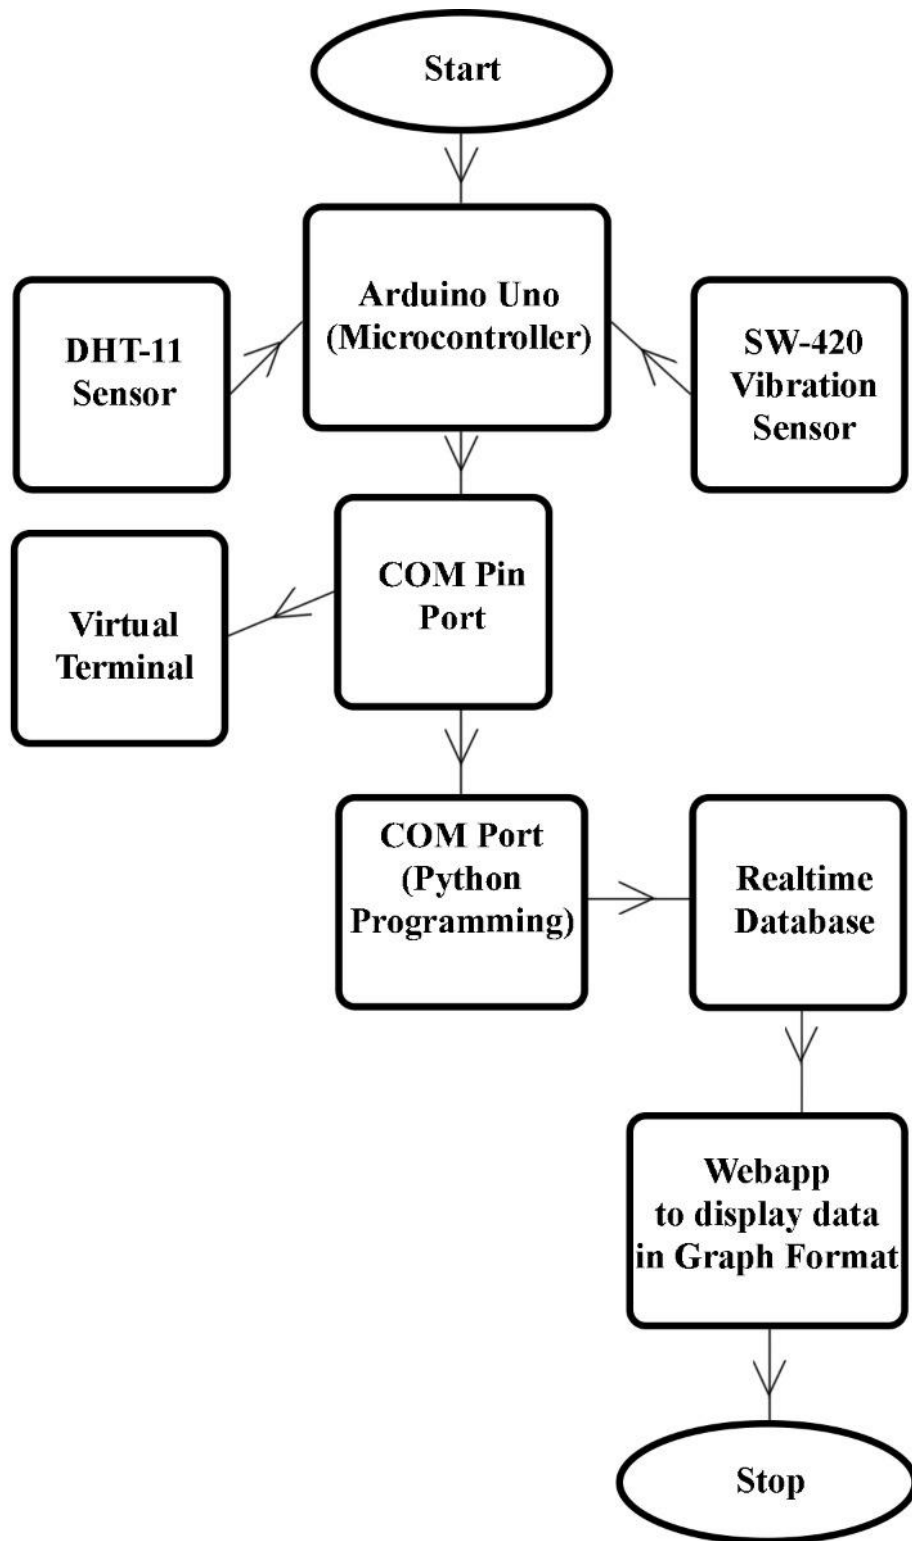 Start
Arduino Uno
(Microcontroller)
DHT-11
Sensor
SW-420
Vibration
Sensor
COM Pin
Port
Virtual
Terminal
COM Port
(Python
Programming)
Realtime
Database
Webapp
to display data
in Graph Format
Stop